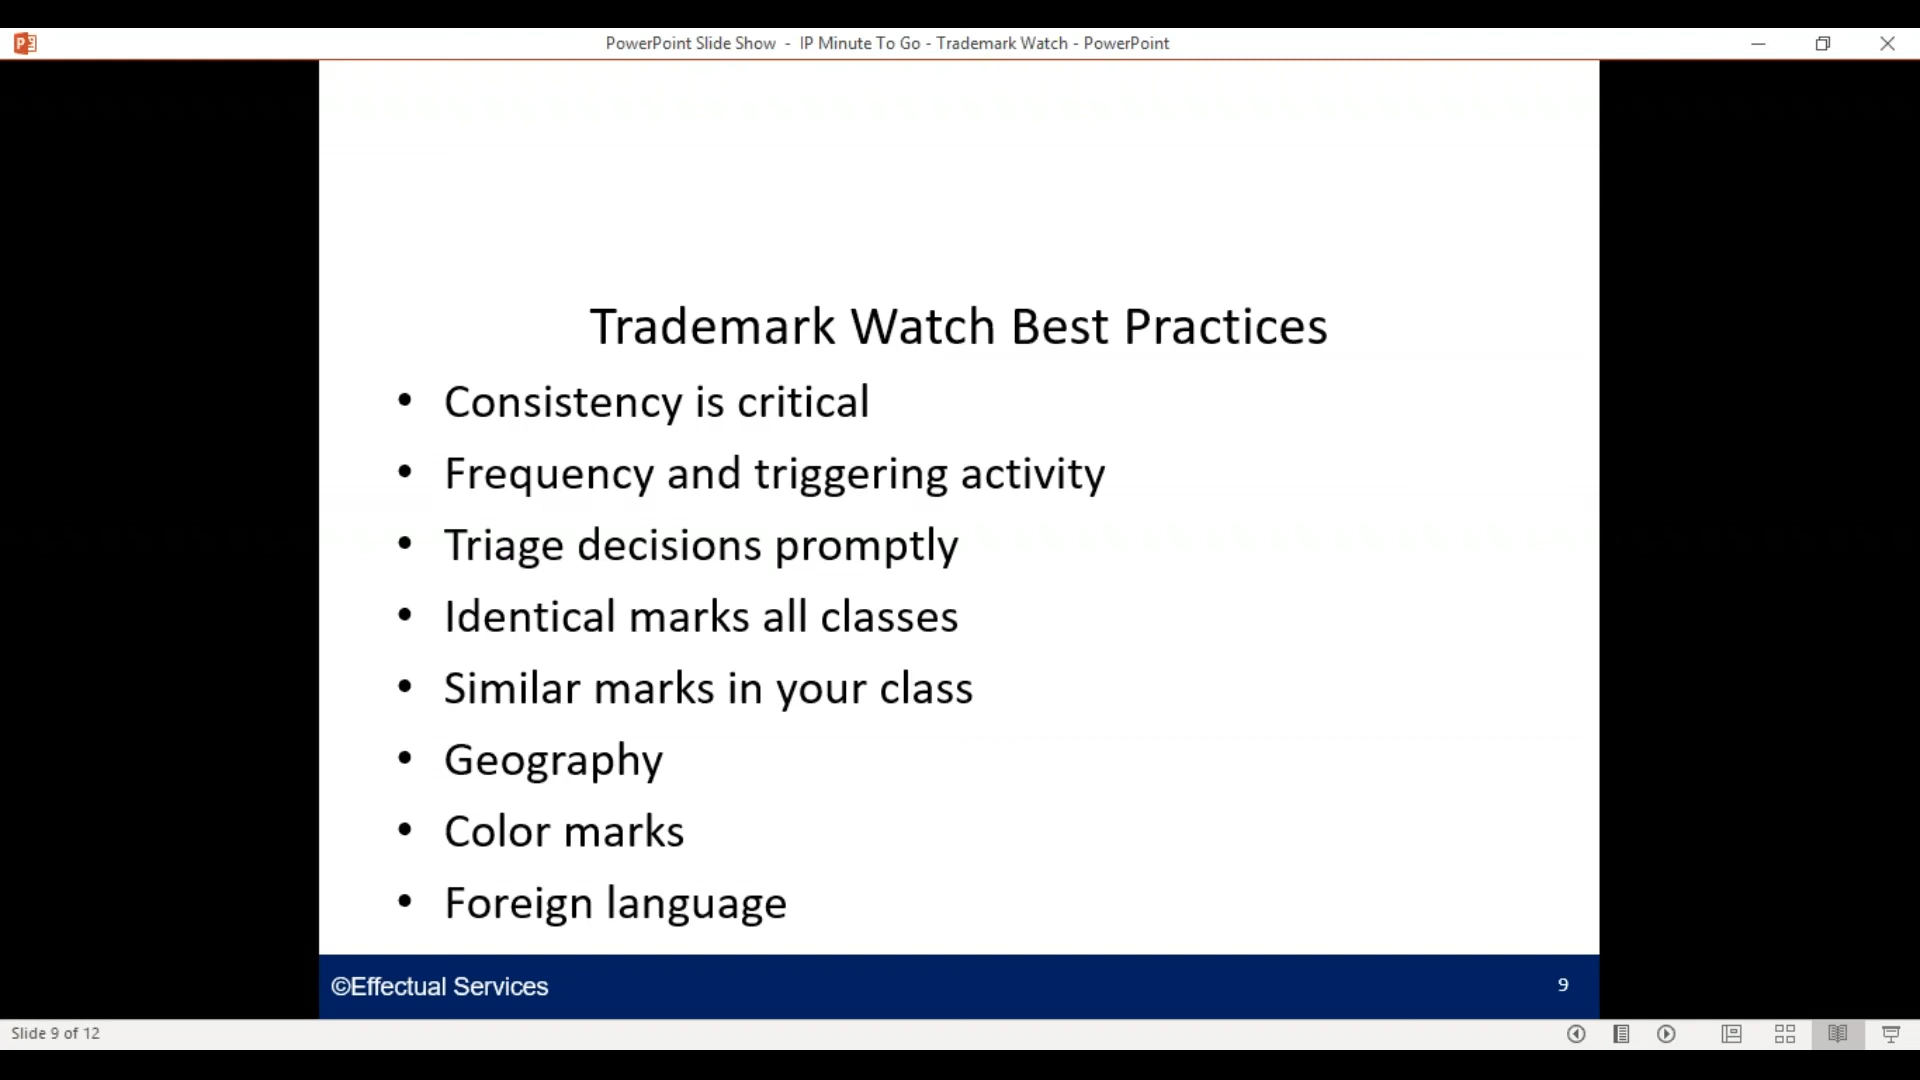 PowerPoint Slide Show - IP Minute To Go - Trademark Watch - PowerPoint
Trademark Watch Best Practices
• Consistency is critical
• Frequency and triggering activity
• Triage decisions promptly
• Identical marks all classes
• Similar marks in your class
• Geography
• Color marks
• Foreign language
©Effectual Services
9
Slide 9 of 12